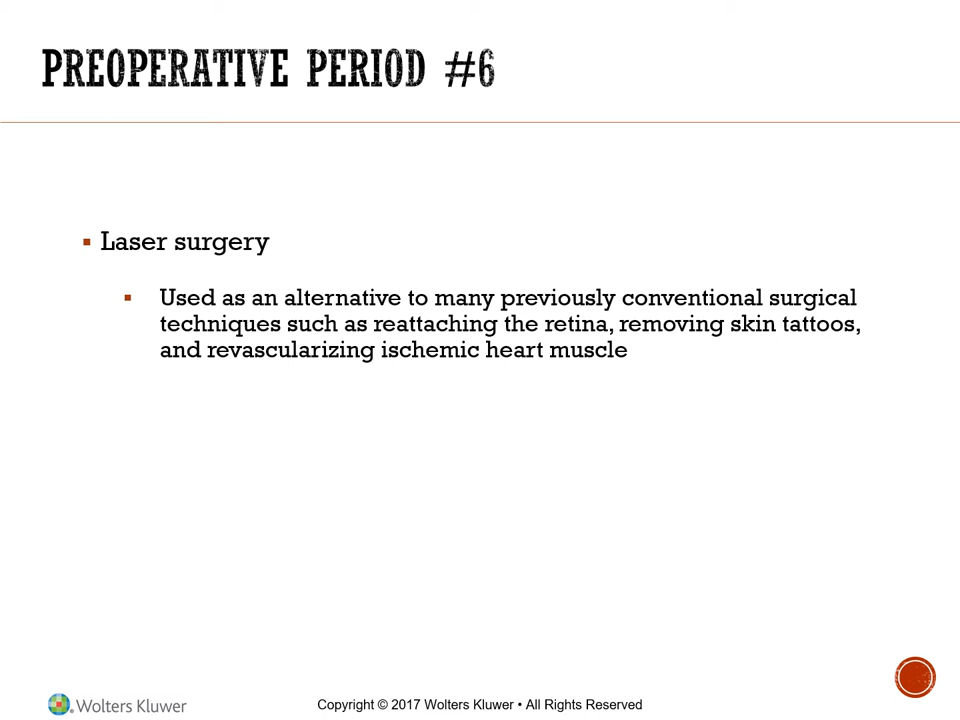 PREOPERATIVE PERIOD #6
▪ Laser surgery
▪ Used as an alternative to many previously conventional surgical
techniques such as reattaching the retina, removing skin tattoos,
and revascularizing ischemic heart muscle
Wolters Kluwer
Copyright © 2017 Wolters Kluwer • All Rights Reserved